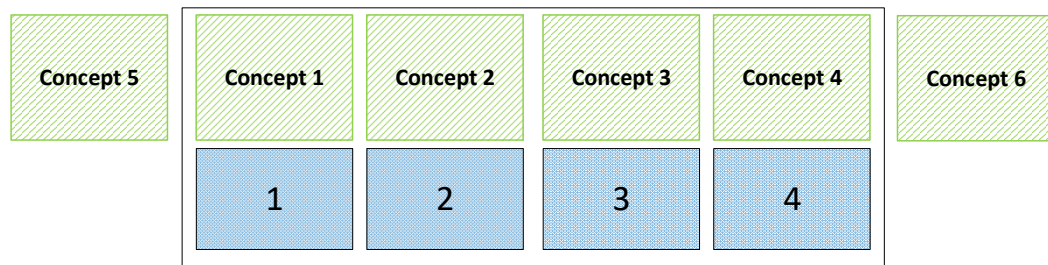 Concept 5
Concept 1
Concept 2
Concept 3
Concept 4
Concept 6
1
2
3
4